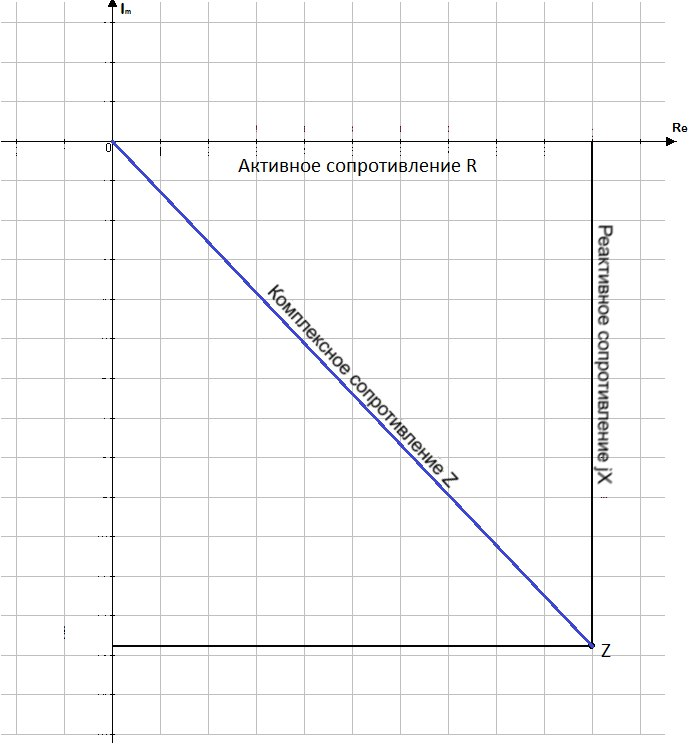 Im
Re
0
Активное сопротивление R
Реактивное сопротивление jX
Комплексное сопротивление Z
Z